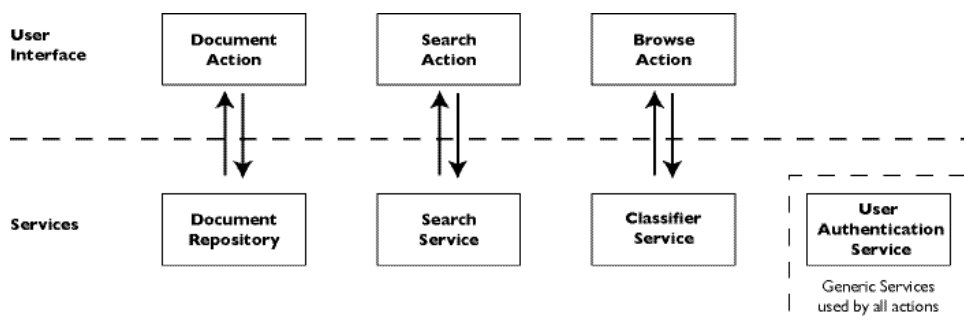 User
Interface
Document
Action
Search
Action
Browse
Action
Services
Document
Repository
Search
Service
Classifier
Service
User
Authentication
Service
Generic Services
used by all actions